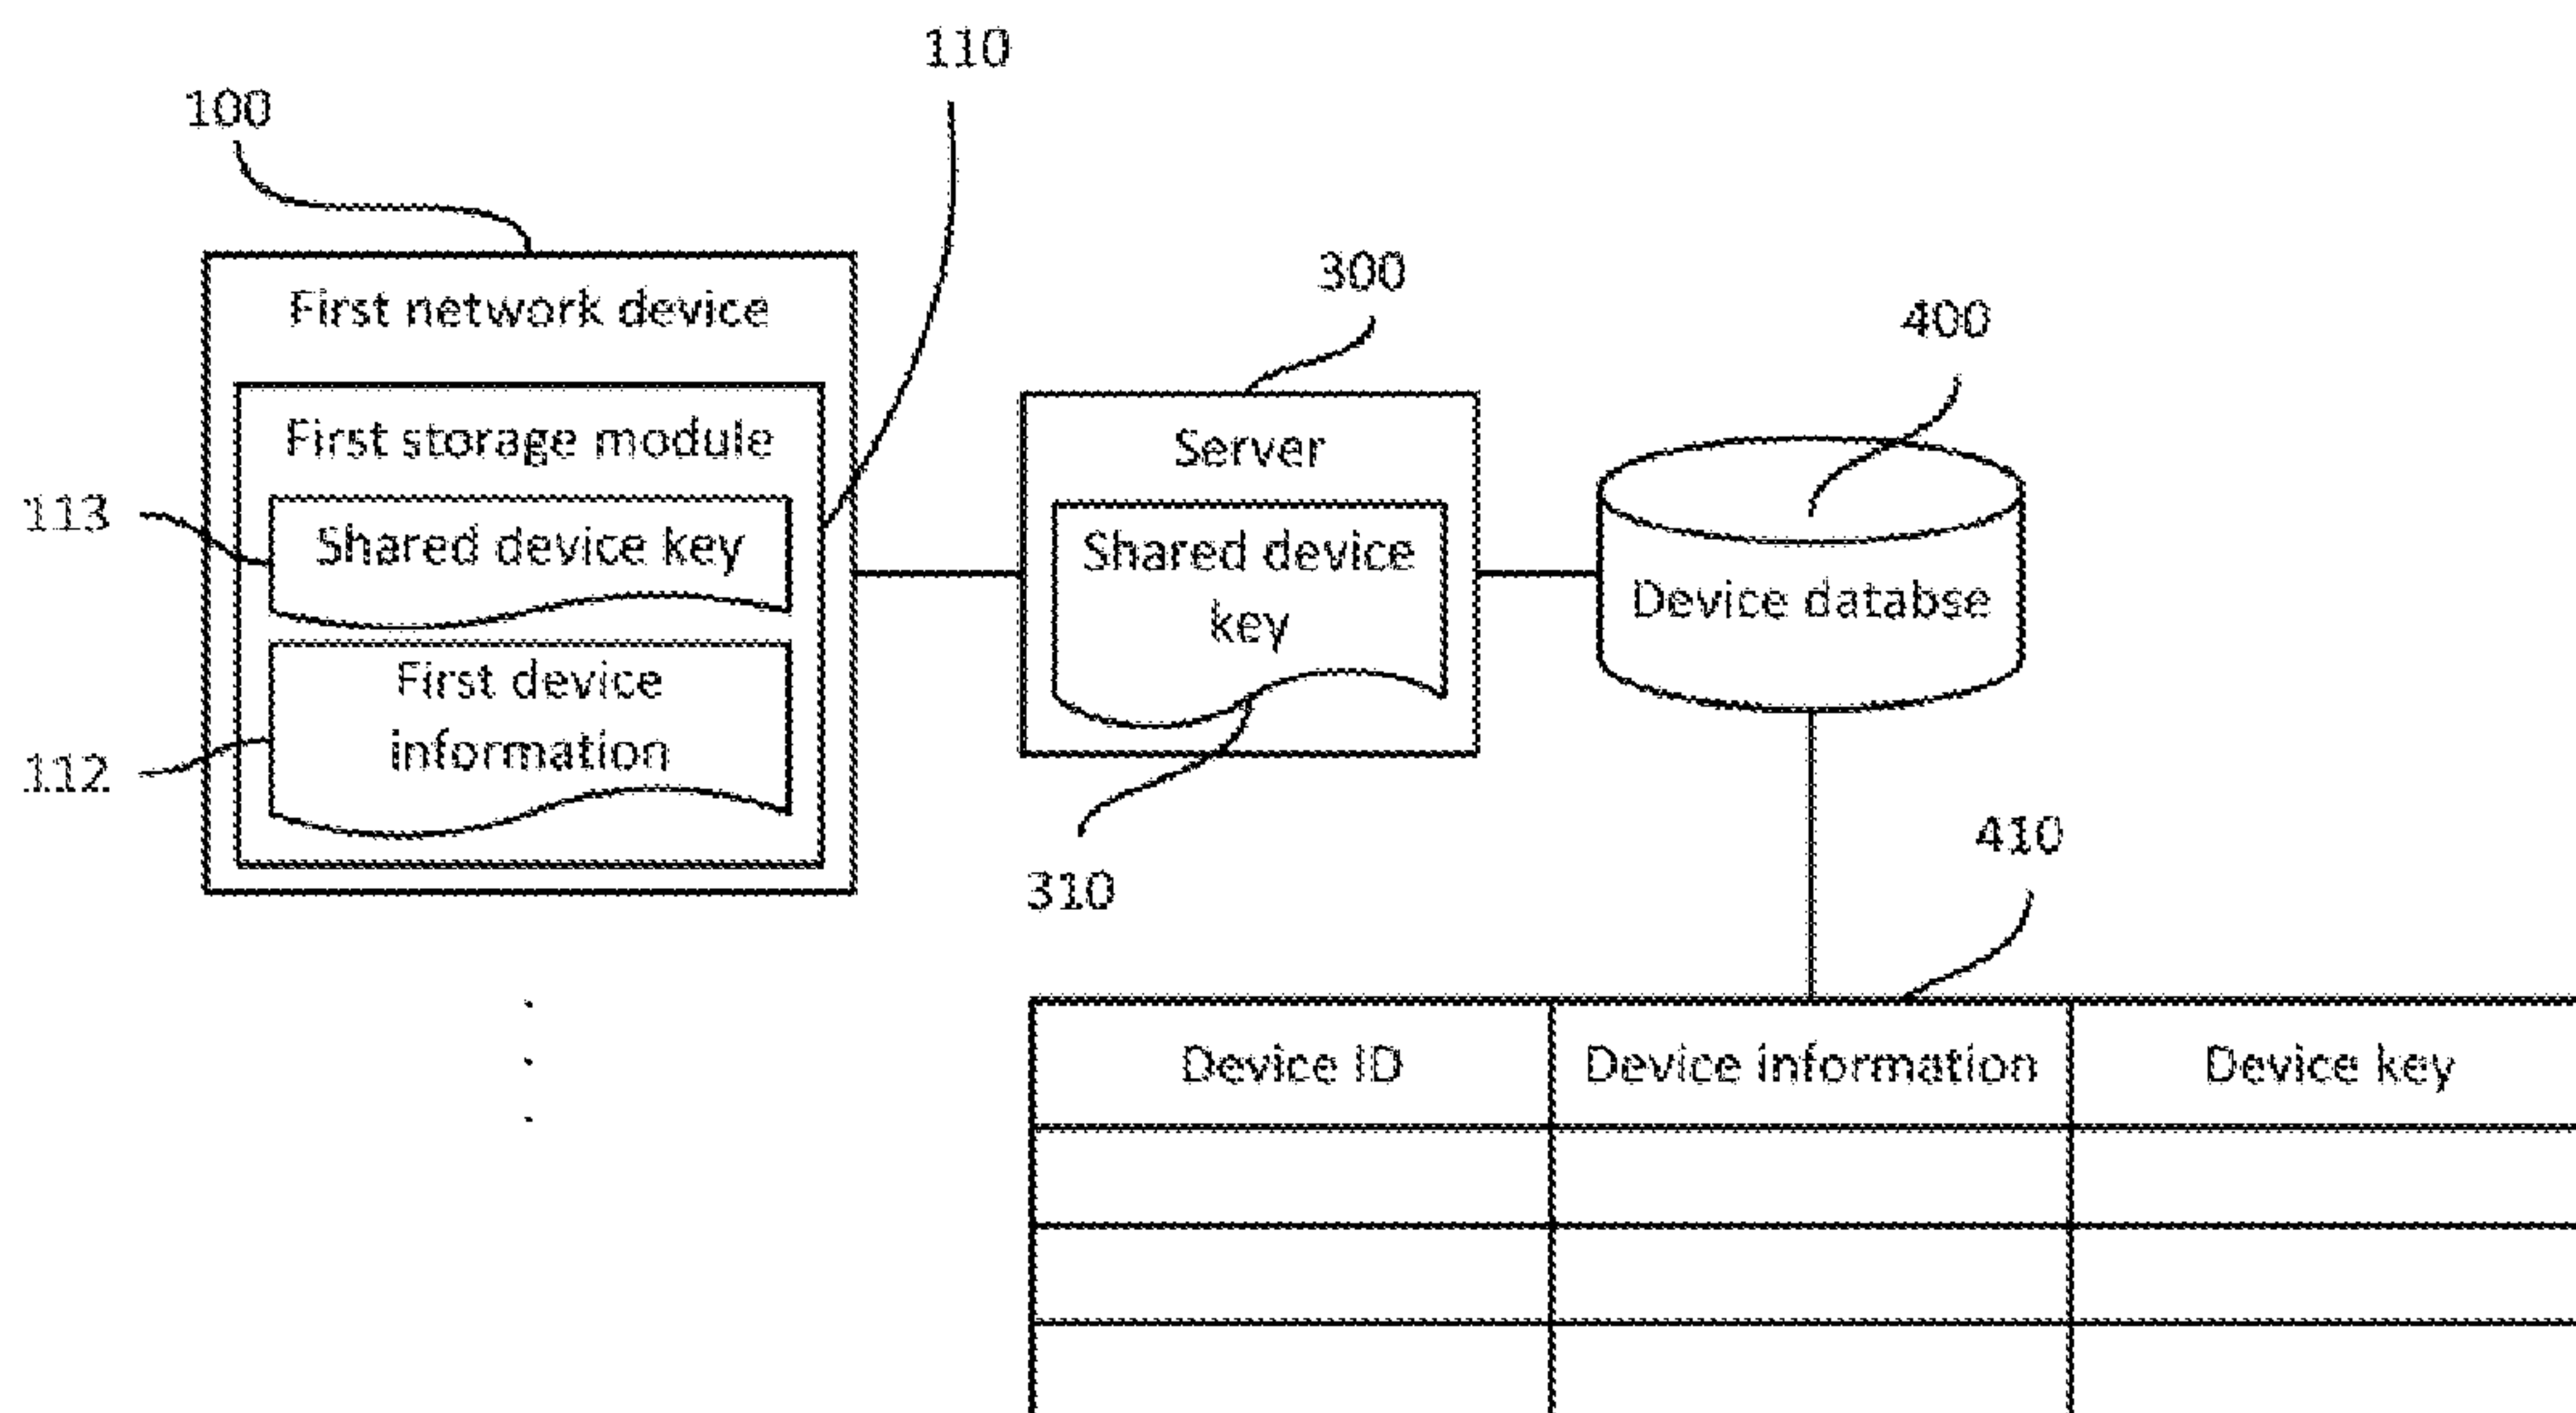 110
100
300
400
First network device
First storage module
Server
113
Shared device key
Shared device
key
Device databse
First device
information
112
310
410
Device ID
Device information
Device key